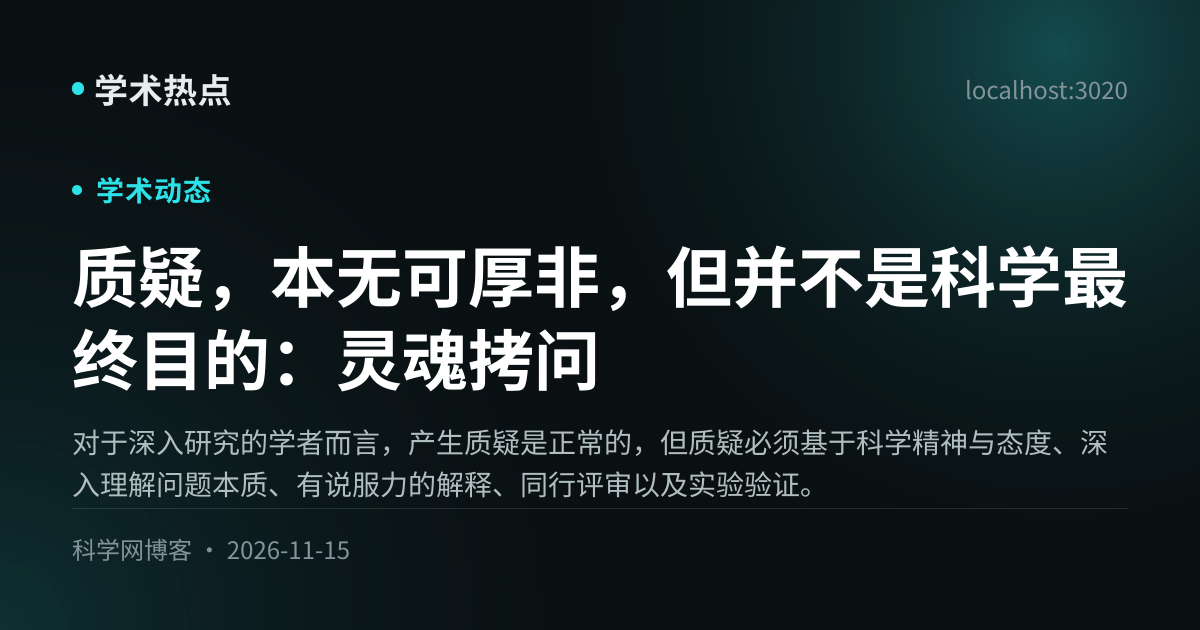 学术热点
localhost:3020
学术动态
质疑，本无可厚非，但并不是科学最
终目的：灵魂拷问
对于深入研究的学者而言，产生质疑是正常的，但质疑必须基于科学精神与态度、深
入理解问题本质、有说服力的解释、同行评审以及实验验证。
科学网博客 • 2026-11-15